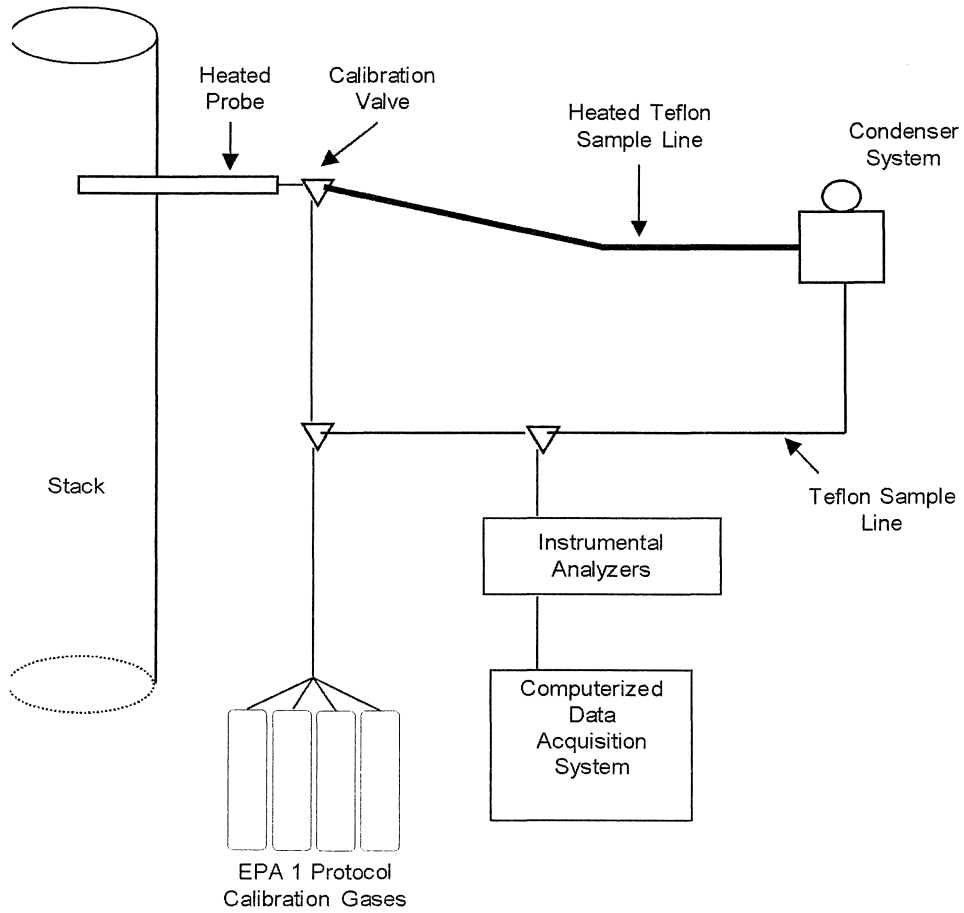 Heated
Probe
Calibration
Valve
Heated Teflon
Sample Line
Condenser
System
Stack
Teflon Sample
Line
Instrumental
Analyzers
Computerized
Data
Acquisition
System
EPA 1 Protocol
Calibration Gases